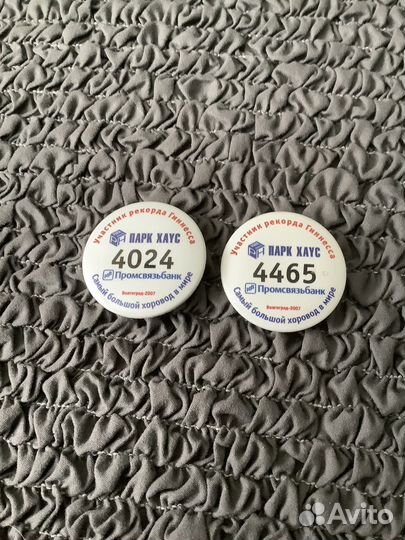 Участник рекорда Гиннесса
ПАРК ХАУС
4024
Промсвязьбанк
Волгоград-2007
Самый большой хоровод в мире
Участник рекорда Гиннесса
ПАРК ХАУС
4465
Промсвязьбанк
Волгоград-2007
Самый большой хоровод в мире
Avito